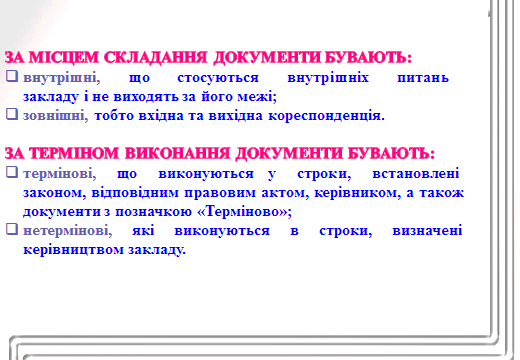 ЗА МІСЦЕМ СКЛАДАННЯ ДОКУМЕНТИ БУВАЮТЬ:
внутрішні, що стосуються внутрішніх питань
закладу і не виходять за його межі;
зовнішні, тобто вхідна та вихідна кореспонденція.
ЗА ТЕРМІНОМ ВИКОНАННЯ ДОКУМЕНТИ БУВАЮТЬ:
термінові, що виконуються у строки, встановлені
законом, відповідним правовим актом, керівником, а також
документи з позначкою «Терміново»;
нетермінові, які виконуються в строки, визначені
керівництвом закладу.